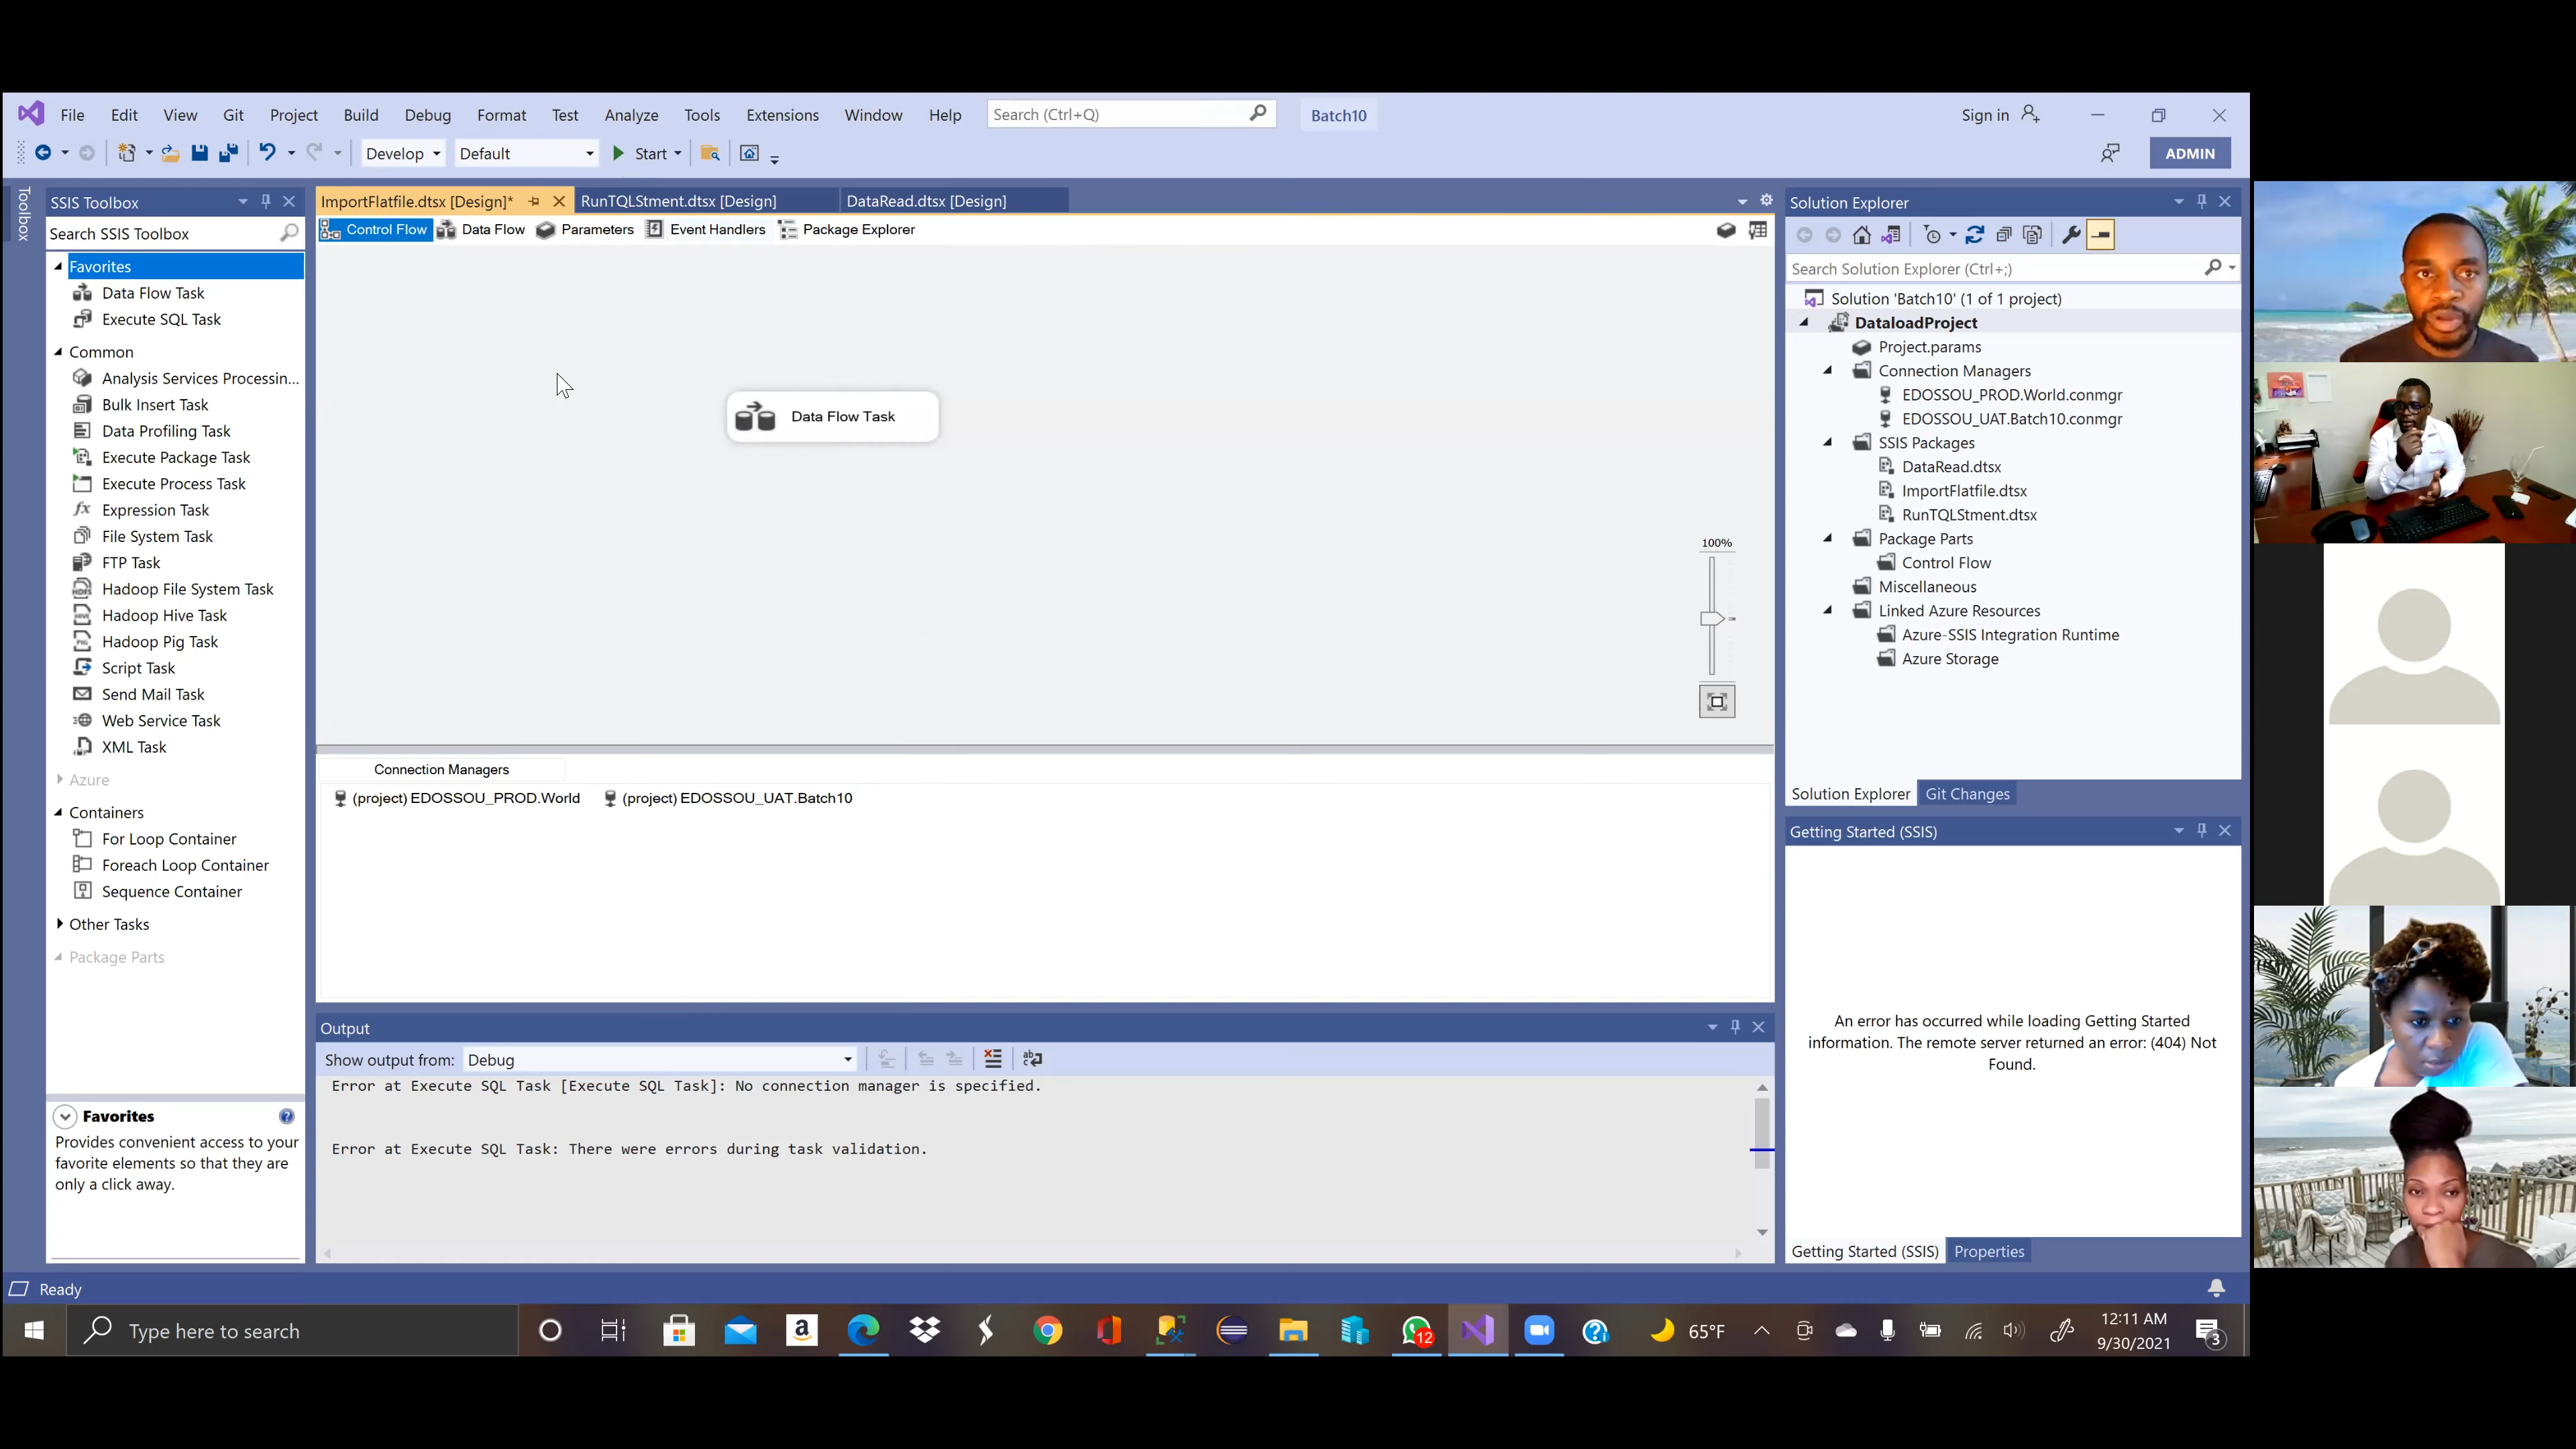 File Edit View Git Project Build Debug Format Test Analyze Tools Extensions Window Help Search (Ctrl+Q) Batch10 Sign in
Develop Default Start ADMIN
Toolbox
SSIS Toolbox
Search SSIS Toolbox
Favorites
Data Flow Task
Execute SQL Task
Common
Analysis Services Processin...
Bulk Insert Task
Data Profiling Task
Execute Package Task
Execute Process Task
Expression Task
File System Task
FTP Task
Hadoop File System Task
Hadoop Hive Task
Hadoop Pig Task
Script Task
Send Mail Task
Web Service Task
XML Task
Azure
Containers
For Loop Container
Foreach Loop Container
Sequence Container
Other Tasks
Package Parts
Favorites
Provides convenient access to your
favorite elements so that they are
only a click away.
ImportFlatfile.dtsx [Design]* RunTQLStment.dtsx [Design] DataRead.dtsx [Design]
Control Flow Data Flow Parameters Event Handlers Package Explorer
Data Flow Task
100%
Connection Managers
(project) EDOSSOU_PROD.World (project) EDOSSOU_UAT.Batch10
Output
Show output from: Debug
Error at Execute SQL Task [Execute SQL Task]: No connection manager is specified.
Error at Execute SQL Task: There were errors during task validation.
Solution Explorer
Search Solution Explorer (Ctrl+;)
Solution 'Batch10' (1 of 1 project)
DataloadProject
Project.params
Connection Managers
EDOSSOU_PROD.World.conmgr
EDOSSOU_UAT.Batch10.conmgr
SSIS Packages
DataRead.dtsx
ImportFlatfile.dtsx
RunTQLStment.dtsx
Package Parts
Control Flow
Miscellaneous
Linked Azure Resources
Azure-SSIS Integration Runtime
Azure Storage
Solution Explorer Git Changes
Getting Started (SSIS)
An error has occurred while loading Getting Started
information. The remote server returned an error: (404) Not
Found.
Getting Started (SSIS) Properties
Ready
Type here to search
12
65°F
12:11 AM
9/30/2021
3